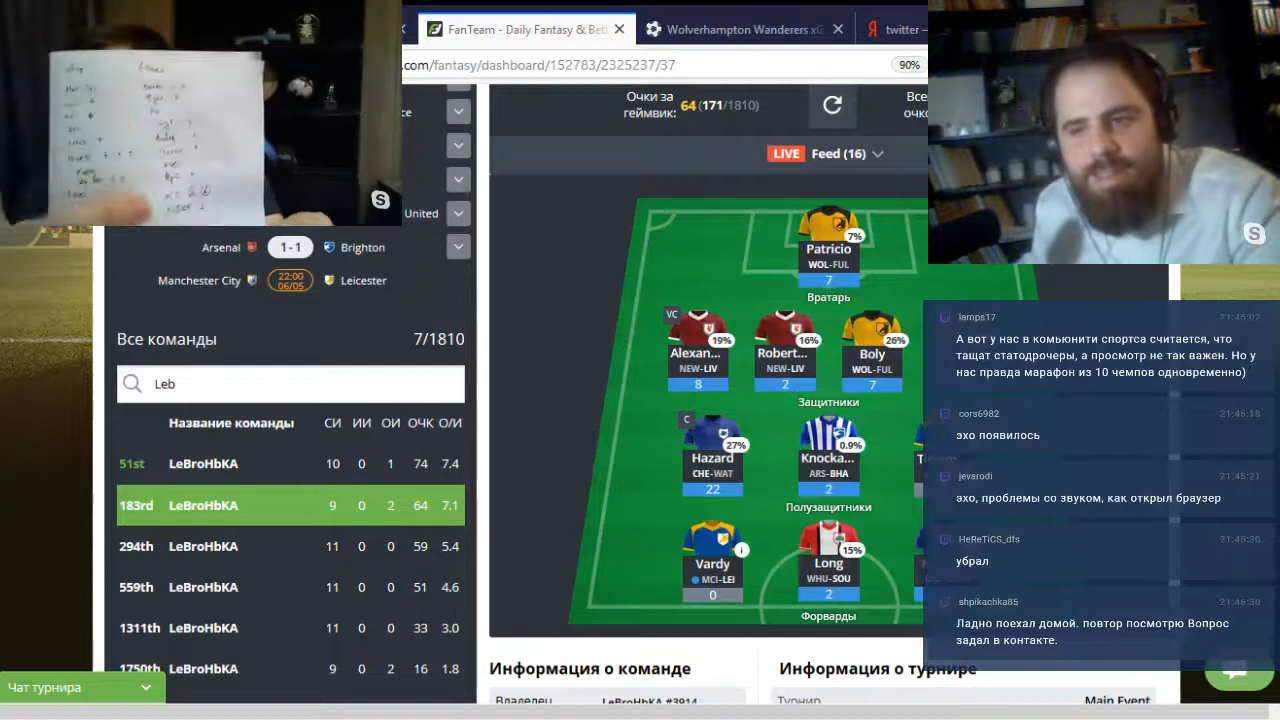 FanTeam - Daily Fantasy & Bett
Wolverhampton Wanderers xG
twitter –
.com/fantasy/dashboard/152783/2325237/37
90%
Очки за геймвик: 64 (171/1810)
Все
очко
LIVE Feed (16)
United
Arsenal 1-1 Brighton
Manchester City 22:00 06/05 Leicester
Все команды 7/1810
Leb
Название команды СИ ИИ ОИ ОЧК О/И
51st LeBroHbKA 10 0 1 74 7.4
183rd LeBroHbKA 9 0 2 64 7.1
294th LeBroHbKA 11 0 0 59 5.4
559th LeBroHbKA 11 0 0 51 4.6
1311th LeBroHbKA 11 0 0 33 3.0
1750th LeBroHbKA 9 0 2 16 1.8
Чат турнира
7%
Patricio
WOL-FUL
7
Вратарь
VC
19% 16% 26%
Alexan... Robert... Boly
NEW-LIV NEW-LIV WOL-FUL
8 2 7
Защитники
C
27% 0.9%
Hazard Knocka...
CHE-WAT ARS-BHA
22 2
Полузащитники
i 15%
Vardy Long
MCI-LEI WHU-SOU
0 2
Форварды
Информация о команде
Информация о турнире
Владелец LeBroHbKA #3914
Турнир Main Event
lemps17 21:45:02
А вот у нас в комьюнити спортса считается, что
тащат стаtодрочеры, а просмотр не так важен. Но у
нас правда марафон из 10 чемпов одновременно)
cors6982 21:45:18
эхо появилось
jevarodi 21:45:21
эхо, проблемы со звуком, как открыл браузер
HeReTiCS_dfs 21:45:30
убрал
shpikachka85 21:46:30
Ладно поехал домой. повтор посмотрю Вопрос
задал в контакте.